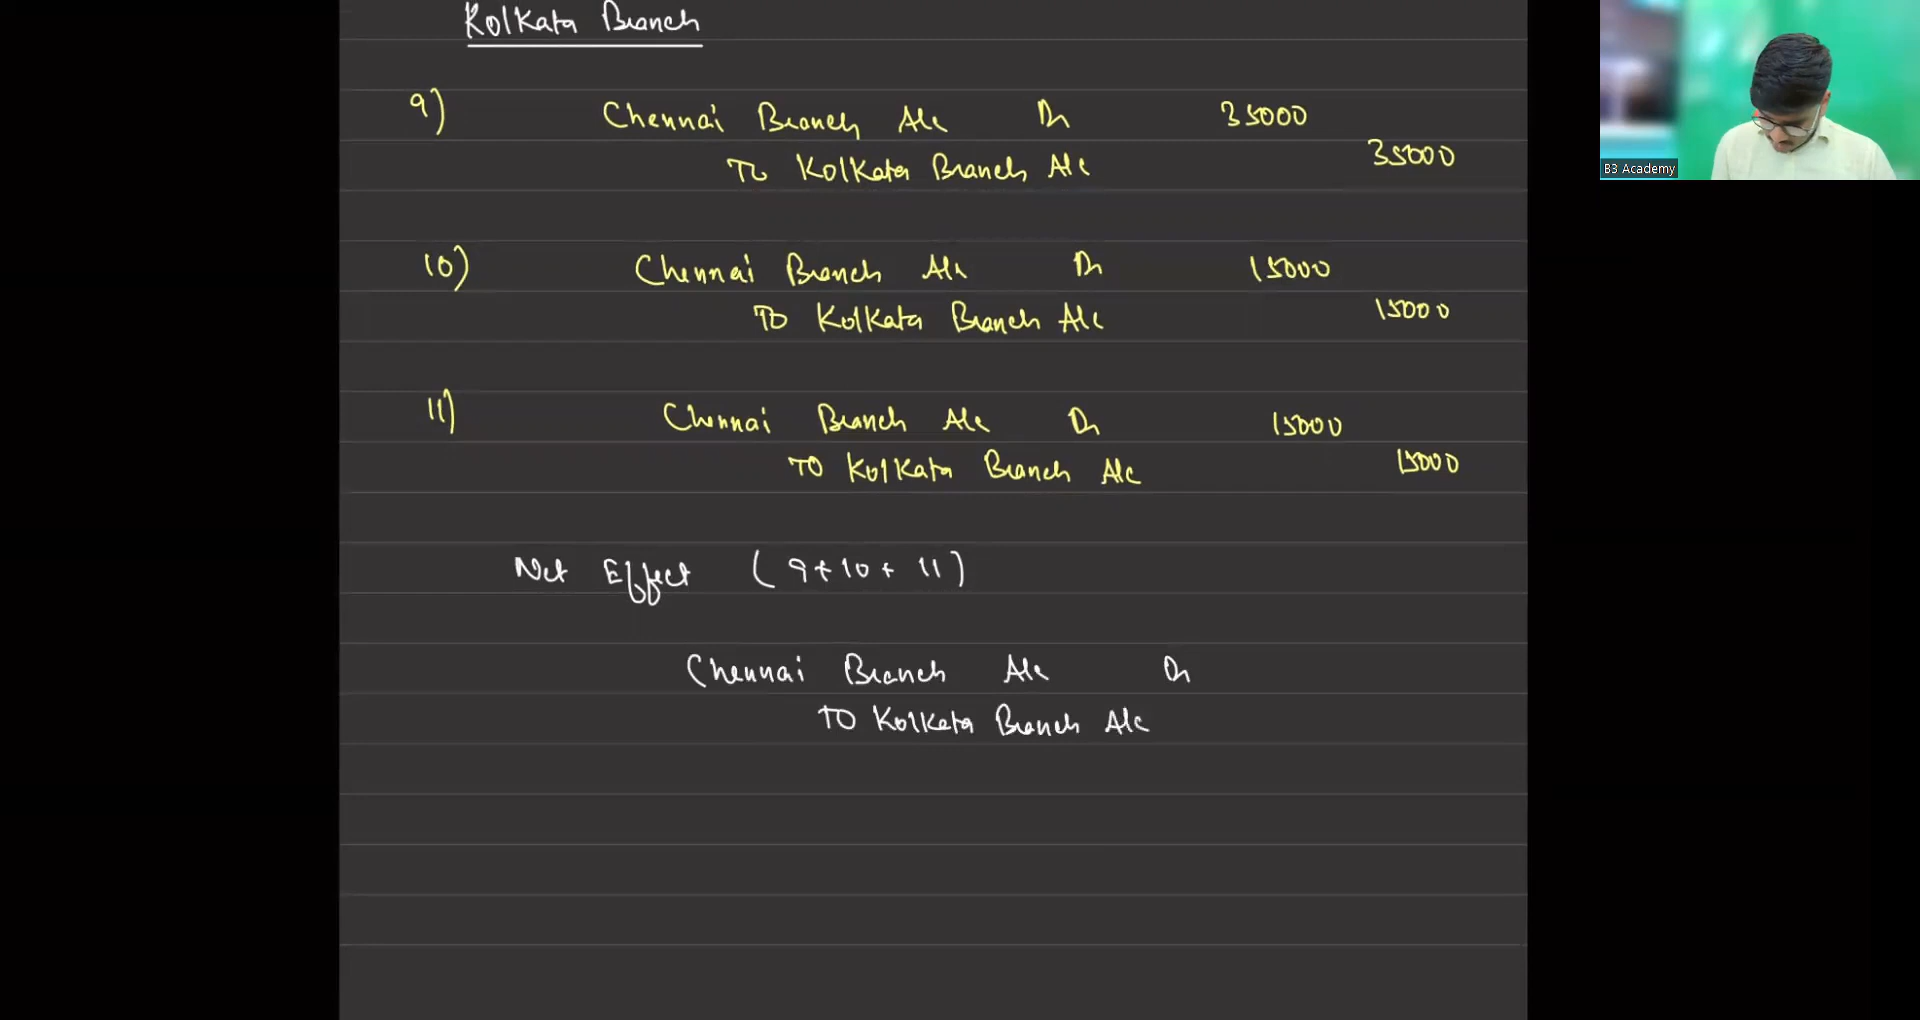 Kolkata Branch
9) Chennai Branch A/c Dr 35000
To Kolkata Branch A/c 35000
10) Chennai Branch A/c Dr 15000
To Kolkata Branch A/c 15000
11) Chennai Branch A/c Dr 15000
To Kolkata Branch A/c 15000
Net Effect (9+10+11)
Chennai Branch A/c Dr
To Kolkata Branch A/c
B3 Academy